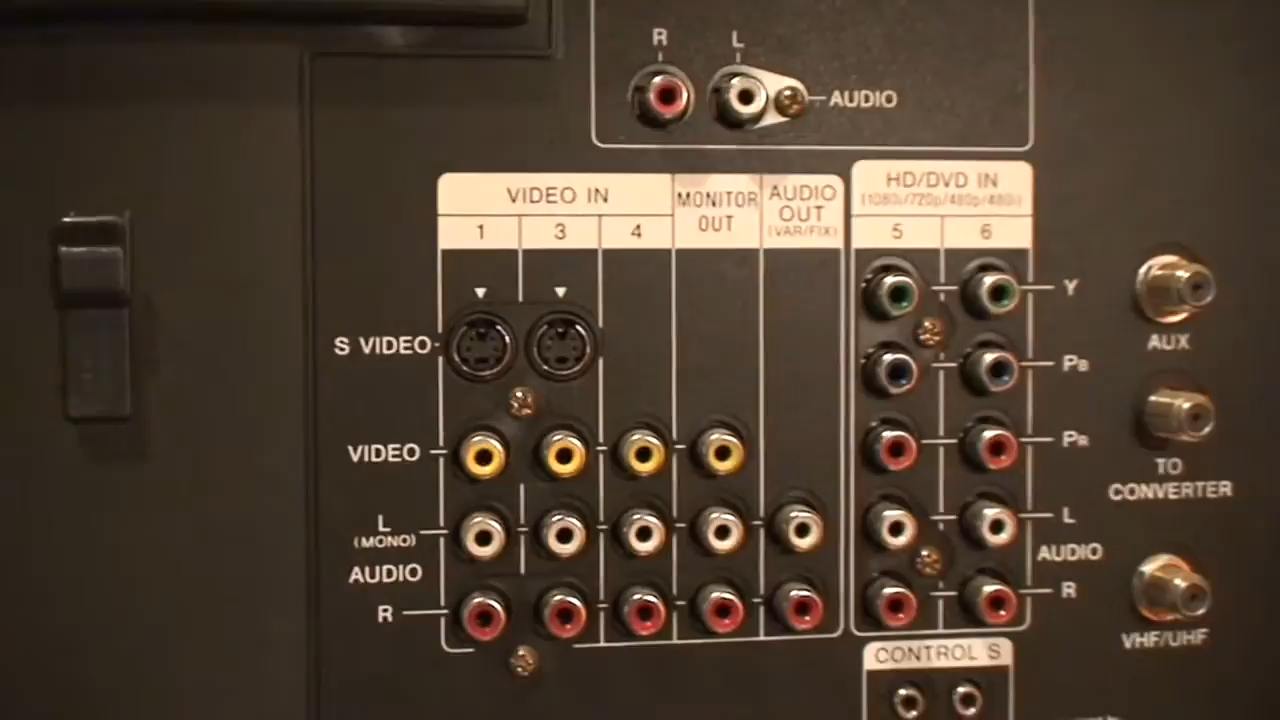 R L
AUDIO
VIDEO IN
MONITOR
OUT
AUDIO
OUT
(VAR/FIX)
HD/DVD IN
(1080i/720p/480p/480i)
1 3 4
5 6
S VIDEO
VIDEO
L
(MONO)
AUDIO
R
Y
PB
PR
L
AUDIO
R
AUX
TO
CONVERTER
VHF/UHF
CONTROL S